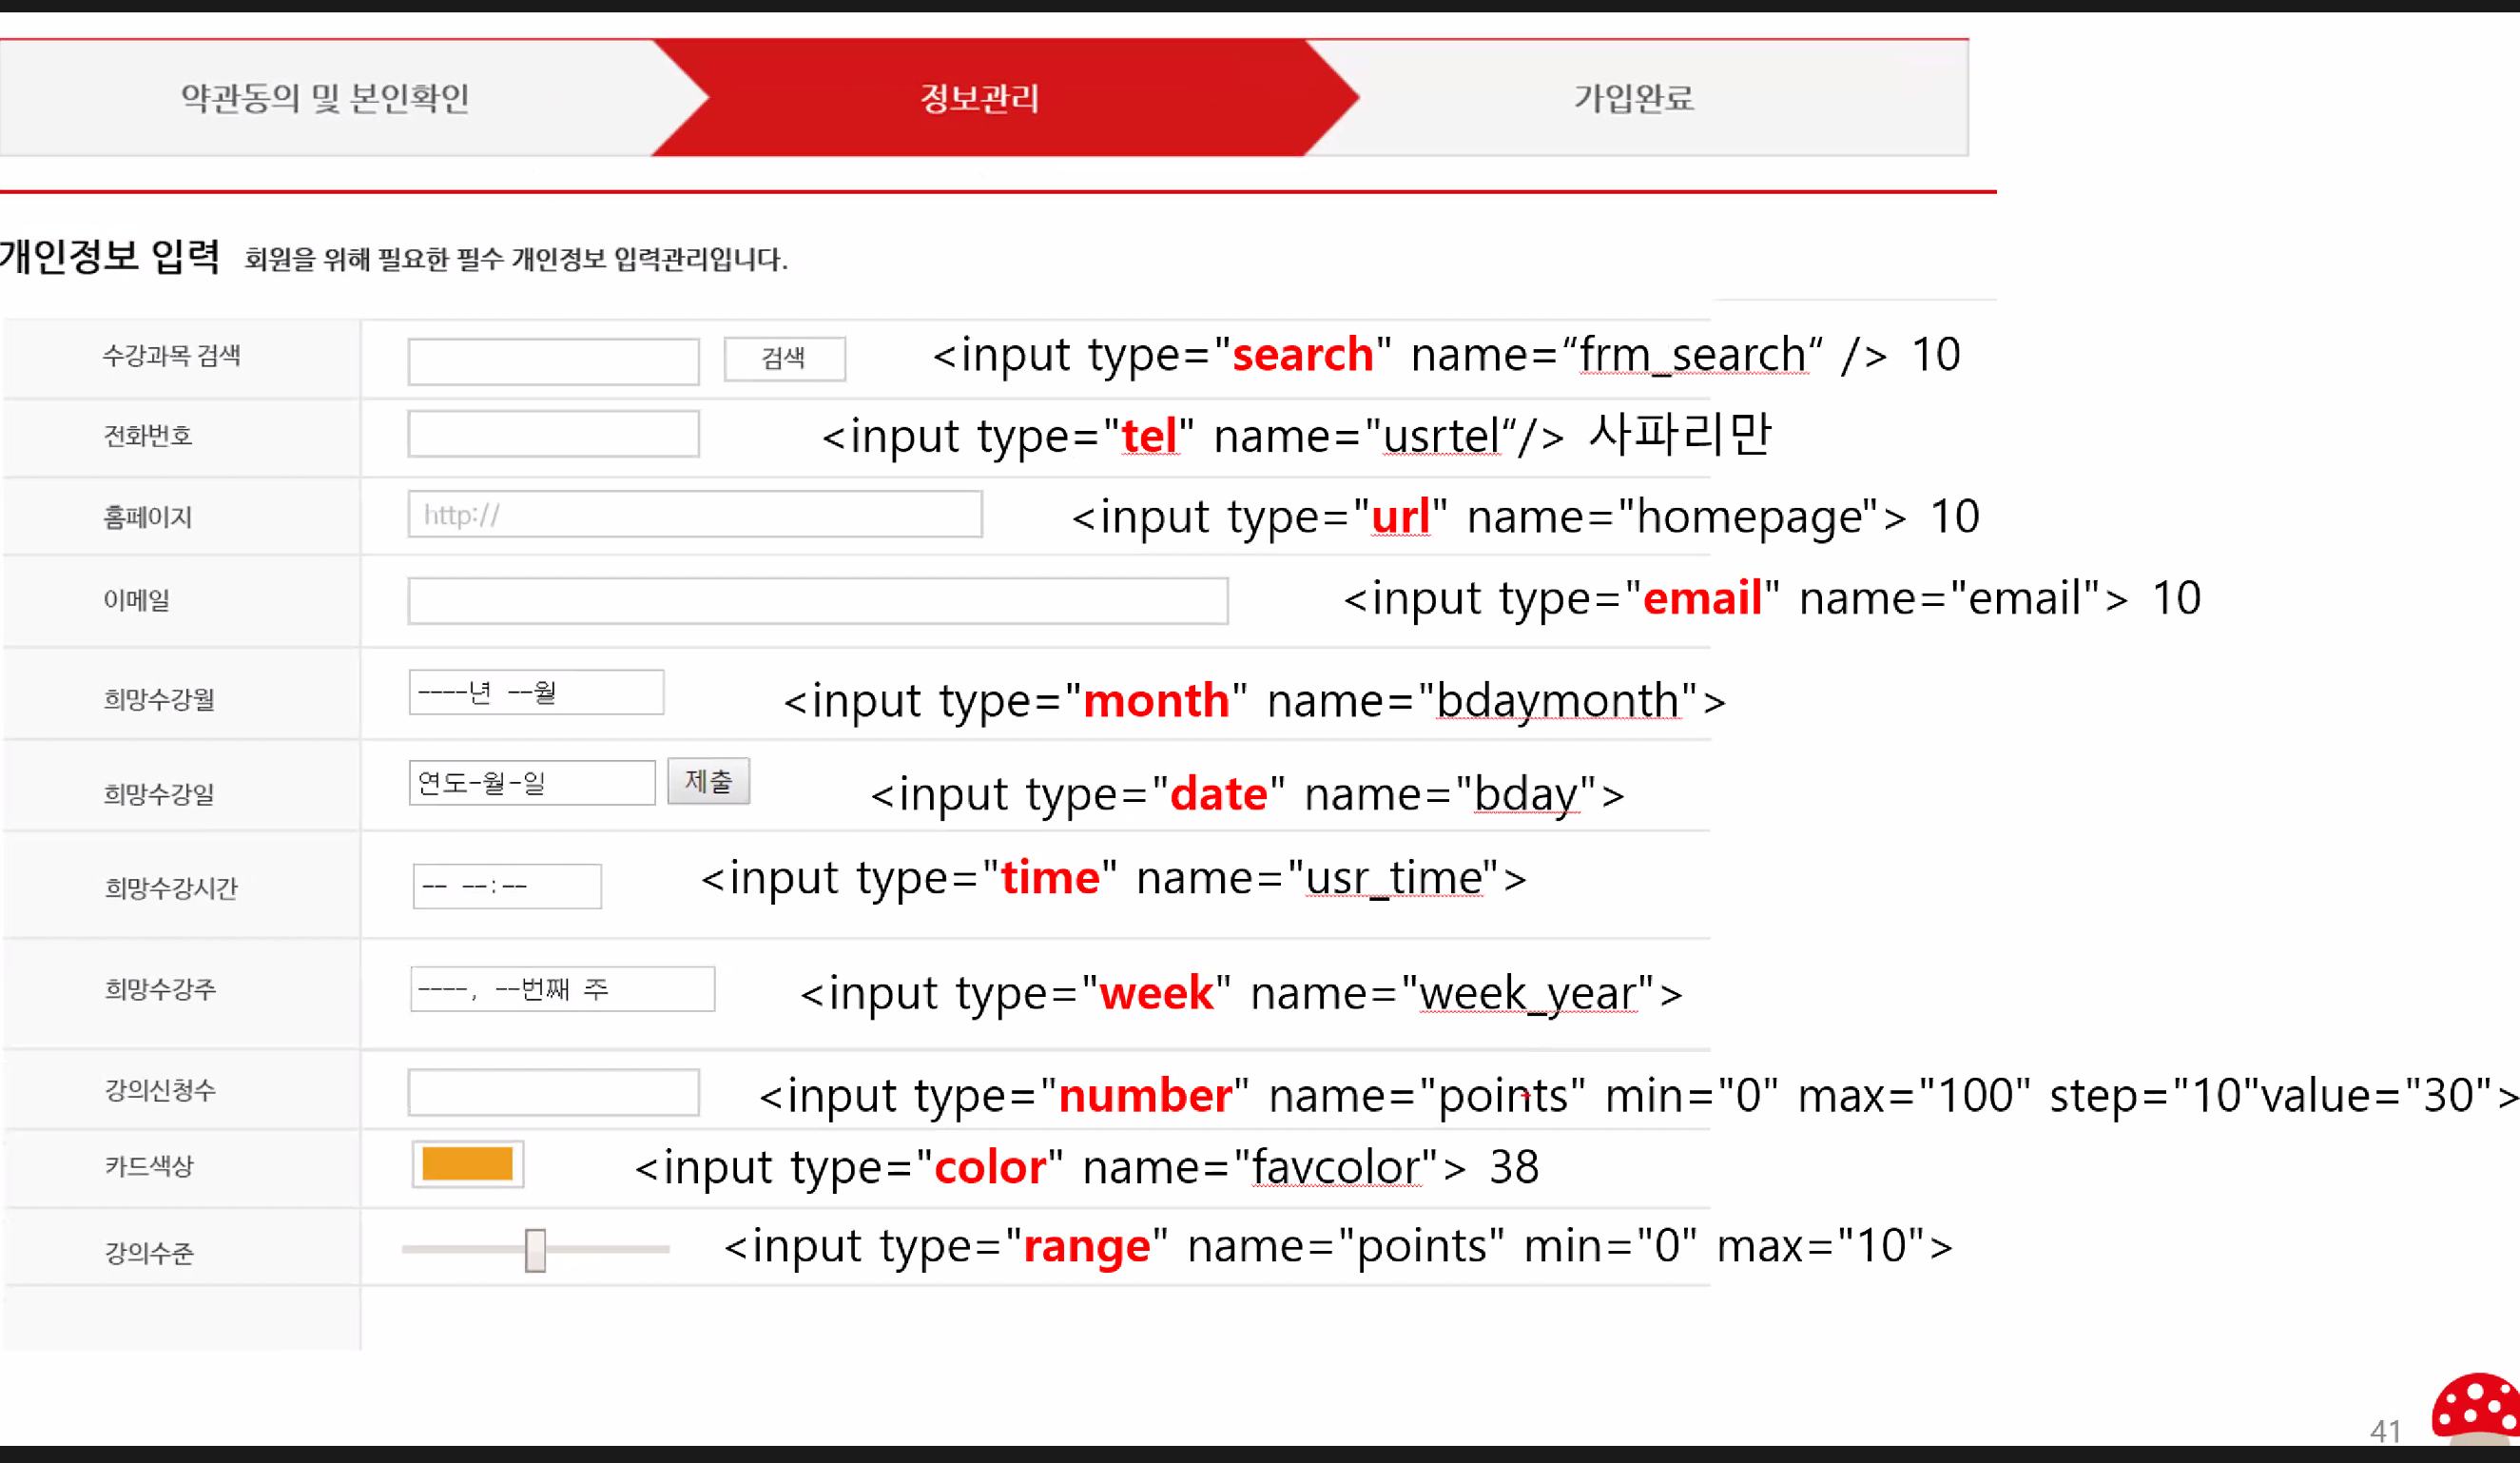 약관동의 및 본인확인 정보관리 가입완료
개인정보 입력 회원을 위해 필요한 필수 개인정보 입력관리입니다.
수강과목 검색 검색 <input type="search" name=“frm_search“ /> 10
전화번호 <input type="tel" name="usrtel“/> 사파리만
홈페이지 http:// <input type="url" name="homepage"> 10
이메일 <input type="email" name="email"> 10
희망수강월 ----년 --월 <input type="month" name="bdaymonth">
희망수강일 연도-월-일 제출 <input type="date" name="bday">
희망수강시간 -- --:-- <input type="time" name="usr_time">
희망수강주 ----, --번째 주 <input type="week" name="week_year">
강의신청수 <input type="number" name="points" min="0" max="100" step="10"value="30">
카드색상 <input type="color" name="favcolor"> 38
강의수준 <input type="range" name="points" min="0" max="10">
41